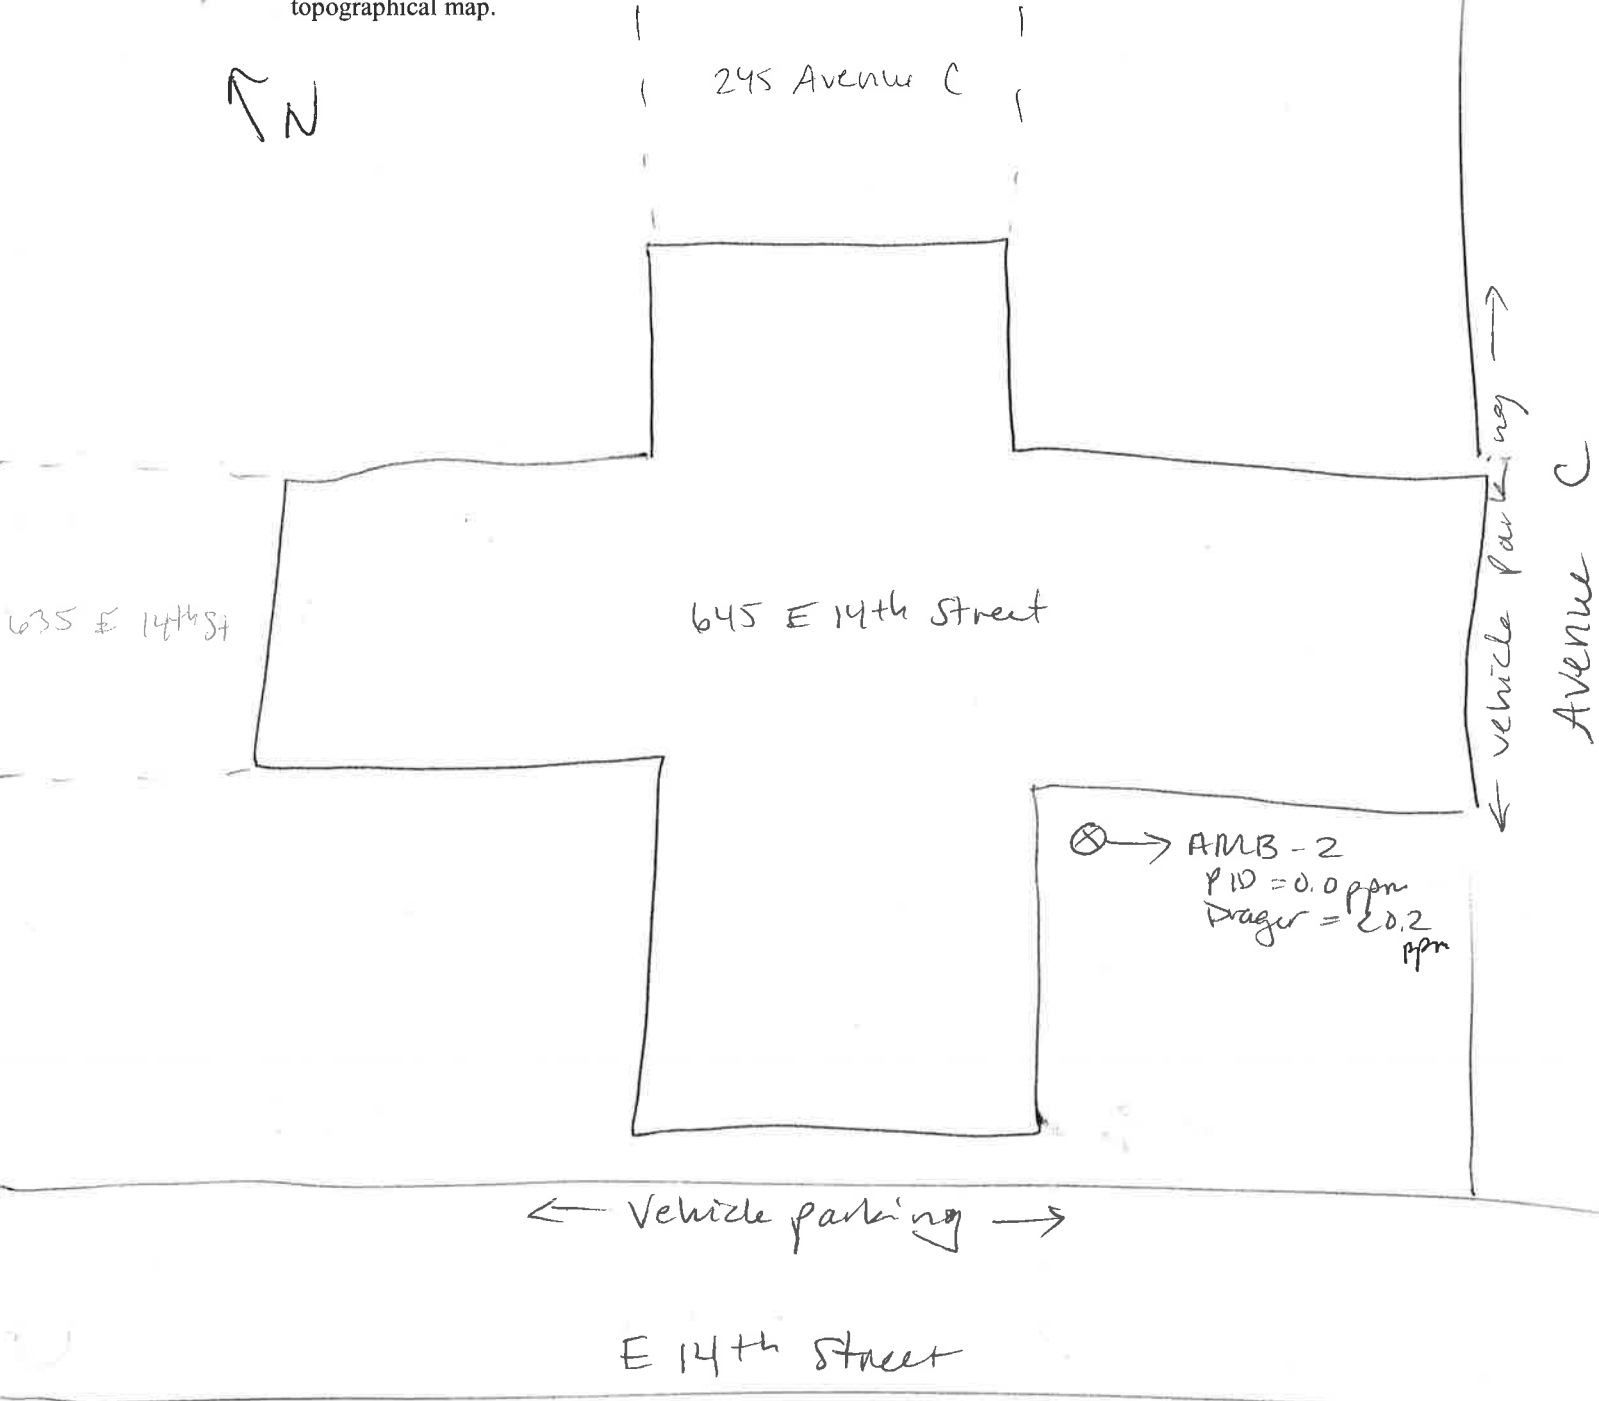 topographical map.
N
245 Avenue C
635 E 14th St
645 E 14th Street
← Vehicle Parking →
Avenue C
⊗→ AMB-2
PID = 0.0 ppm
Drager = <0.2
ppm
← Vehicle parking →
E 14th Street